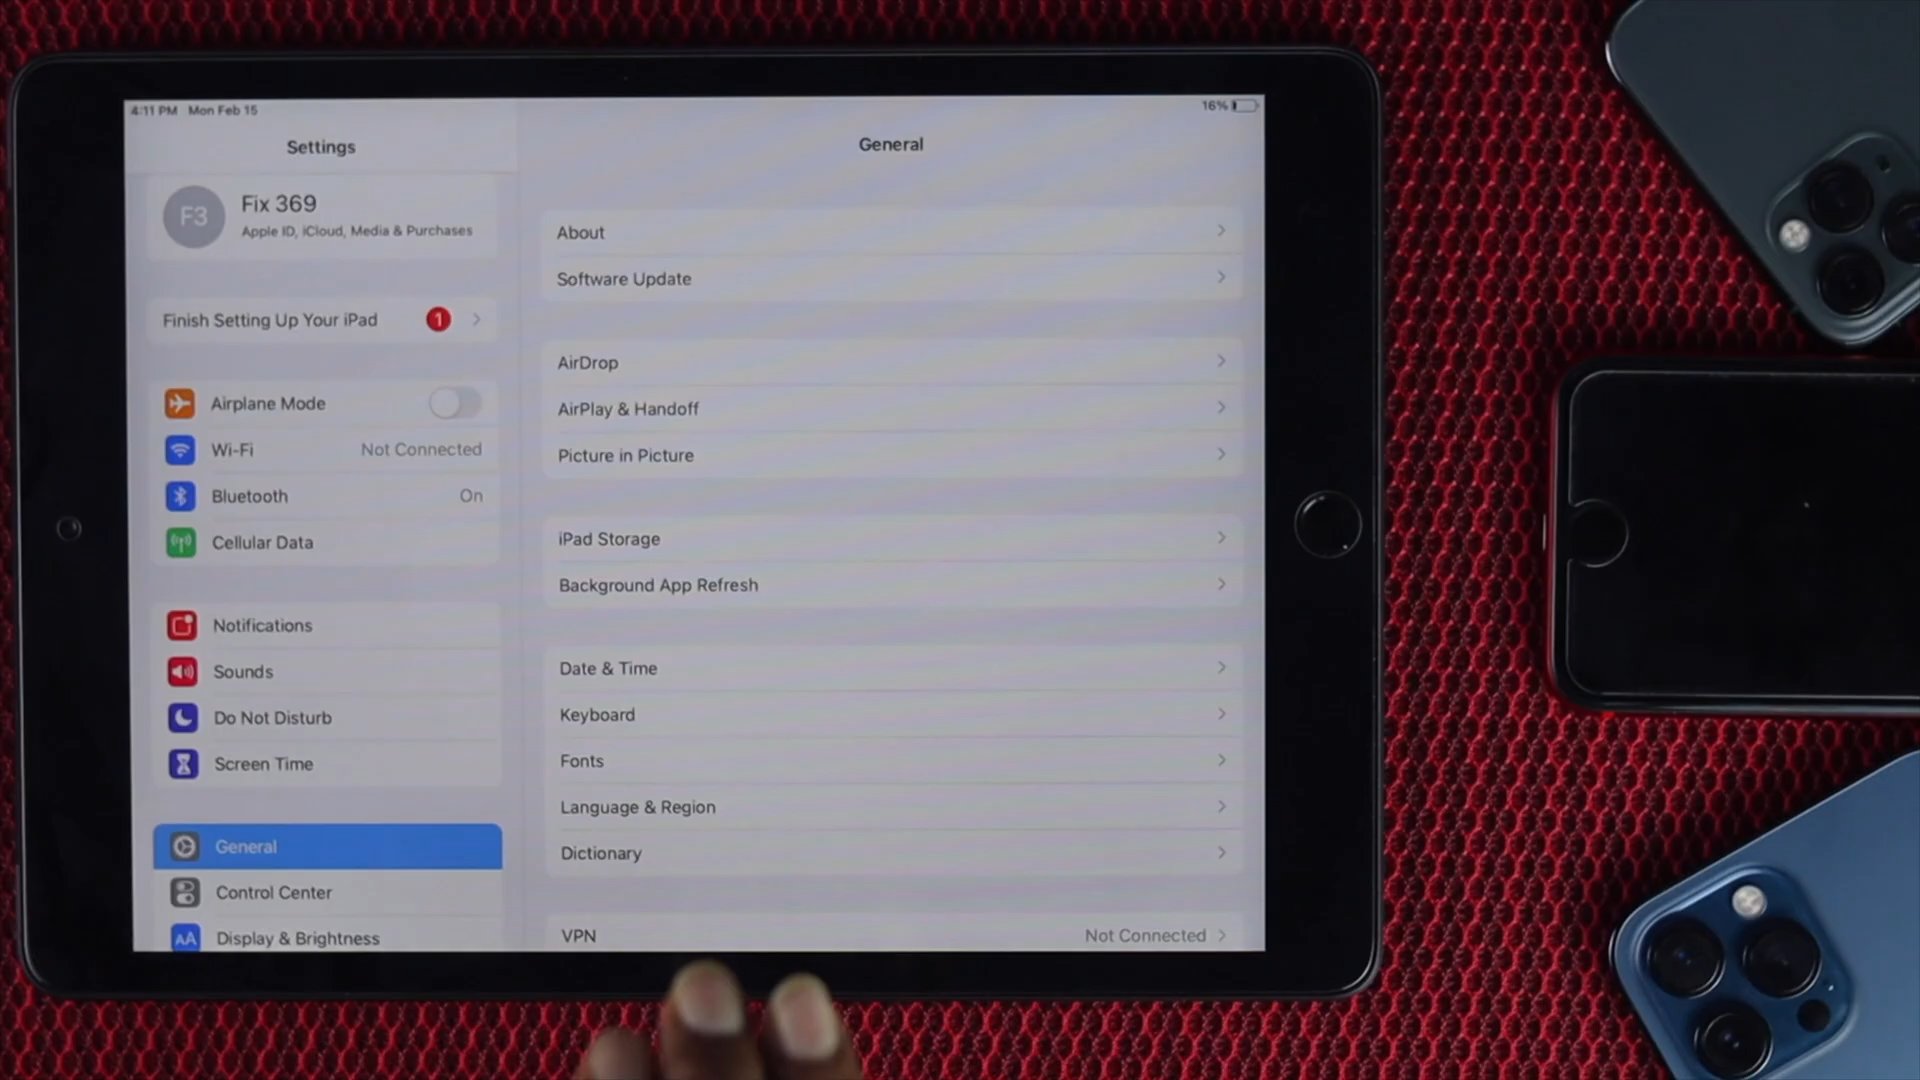 4:11 PM Mon Feb 15
16%
Settings
F3
Fix 369
Apple ID, iCloud, Media & Purchases
Finish Setting Up Your iPad 1
Airplane Mode
Wi-Fi Not Connected
Bluetooth On
Cellular Data
Notifications
Sounds
Do Not Disturb
Screen Time
General
Control Center
AA Display & Brightness
General
About
Software Update
AirDrop
AirPlay & Handoff
Picture in Picture
iPad Storage
Background App Refresh
Date & Time
Keyboard
Fonts
Language & Region
Dictionary
VPN Not Connected